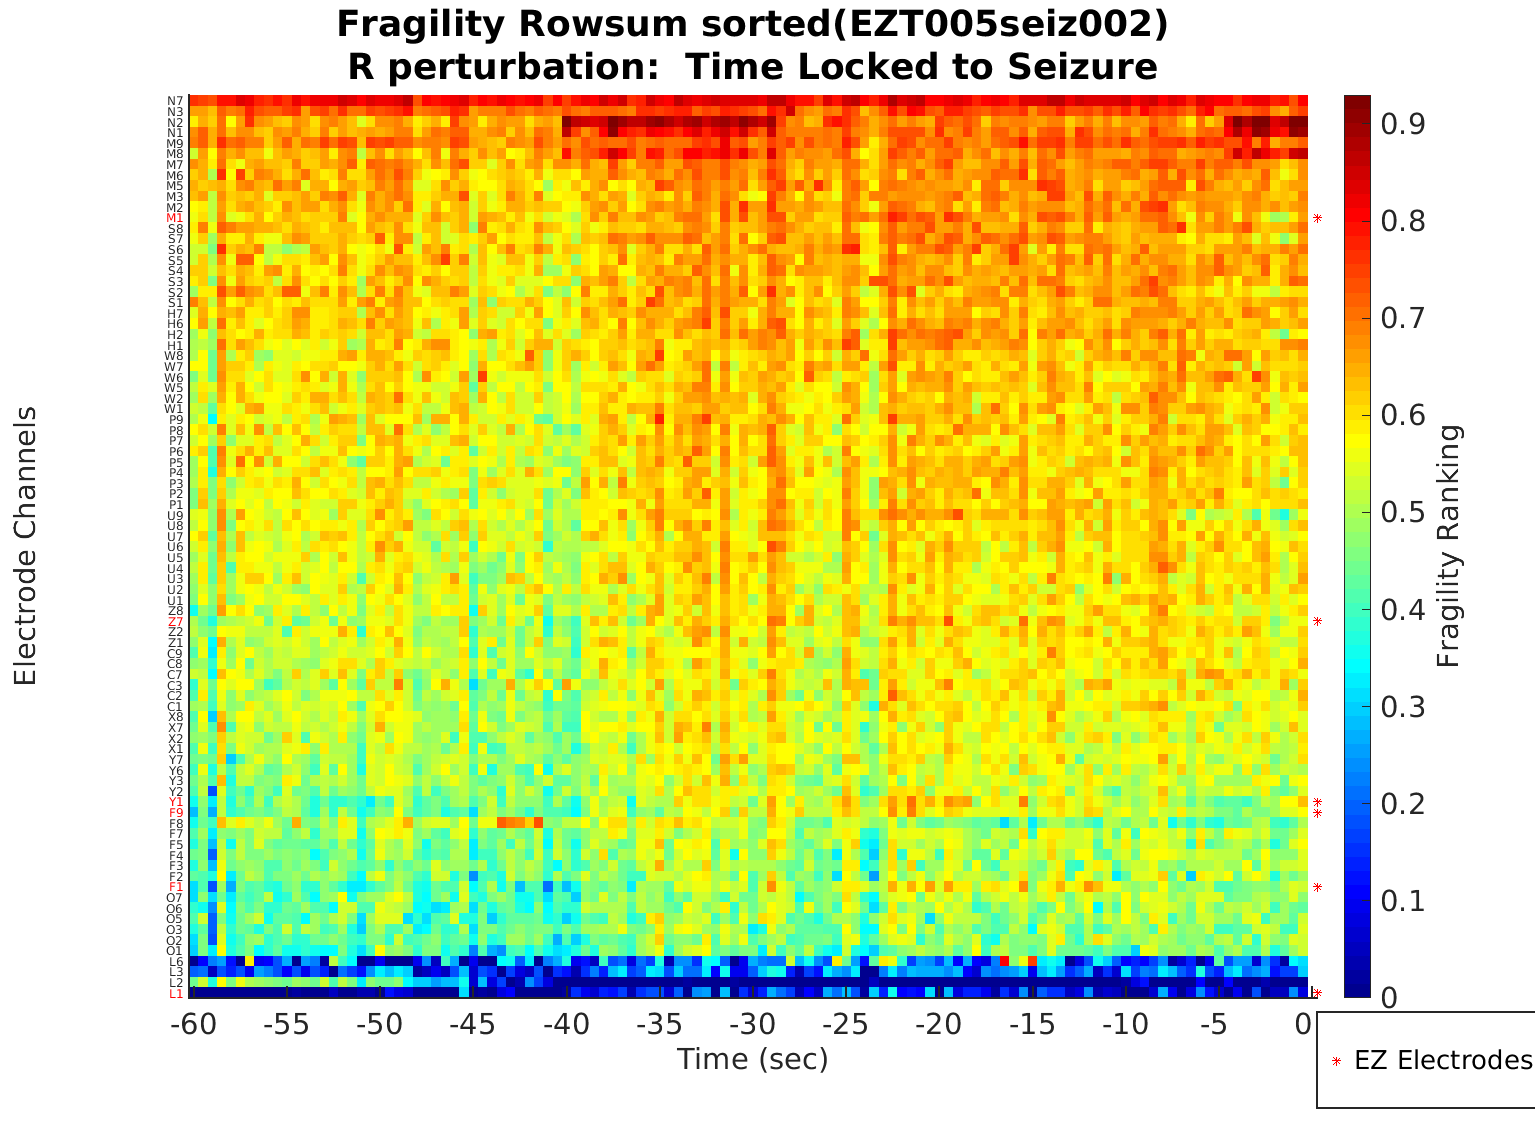 Fragility Rowsum sorted(EZT005seiz002)
R perturbation:  Time Locked to Seizure
Electrode Channels
N7
N3
N2
N1
M9
M8
M7
M6
M5
M3
M2
M1
S8
S7
S6
S5
S4
S3
S2
S1
H7
H6
H2
H1
W8
W7
W6
W5
W2
W1
P9
P8
P7
P6
P5
P4
P3
P2
P1
U9
U8
U7
U6
U5
U4
U3
U2
U1
Z8
Z7
Z2
Z1
C9
C8
C7
C3
C2
C1
X8
X7
X2
X1
Y7
Y6
Y3
Y2
Y1
F9
F8
F7
F5
F4
F3
F2
F1
O7
O6
O5
O3
O2
O1
L6
L3
L2
L1
-60 -55 -50 -45 -40 -35 -30 -25 -20 -15 -10 -5 0
Time (sec)
0.9
0.8
0.7
0.6
0.5
0.4
0.3
0.2
0.1
0
Fragility Ranking
EZ Electrodes